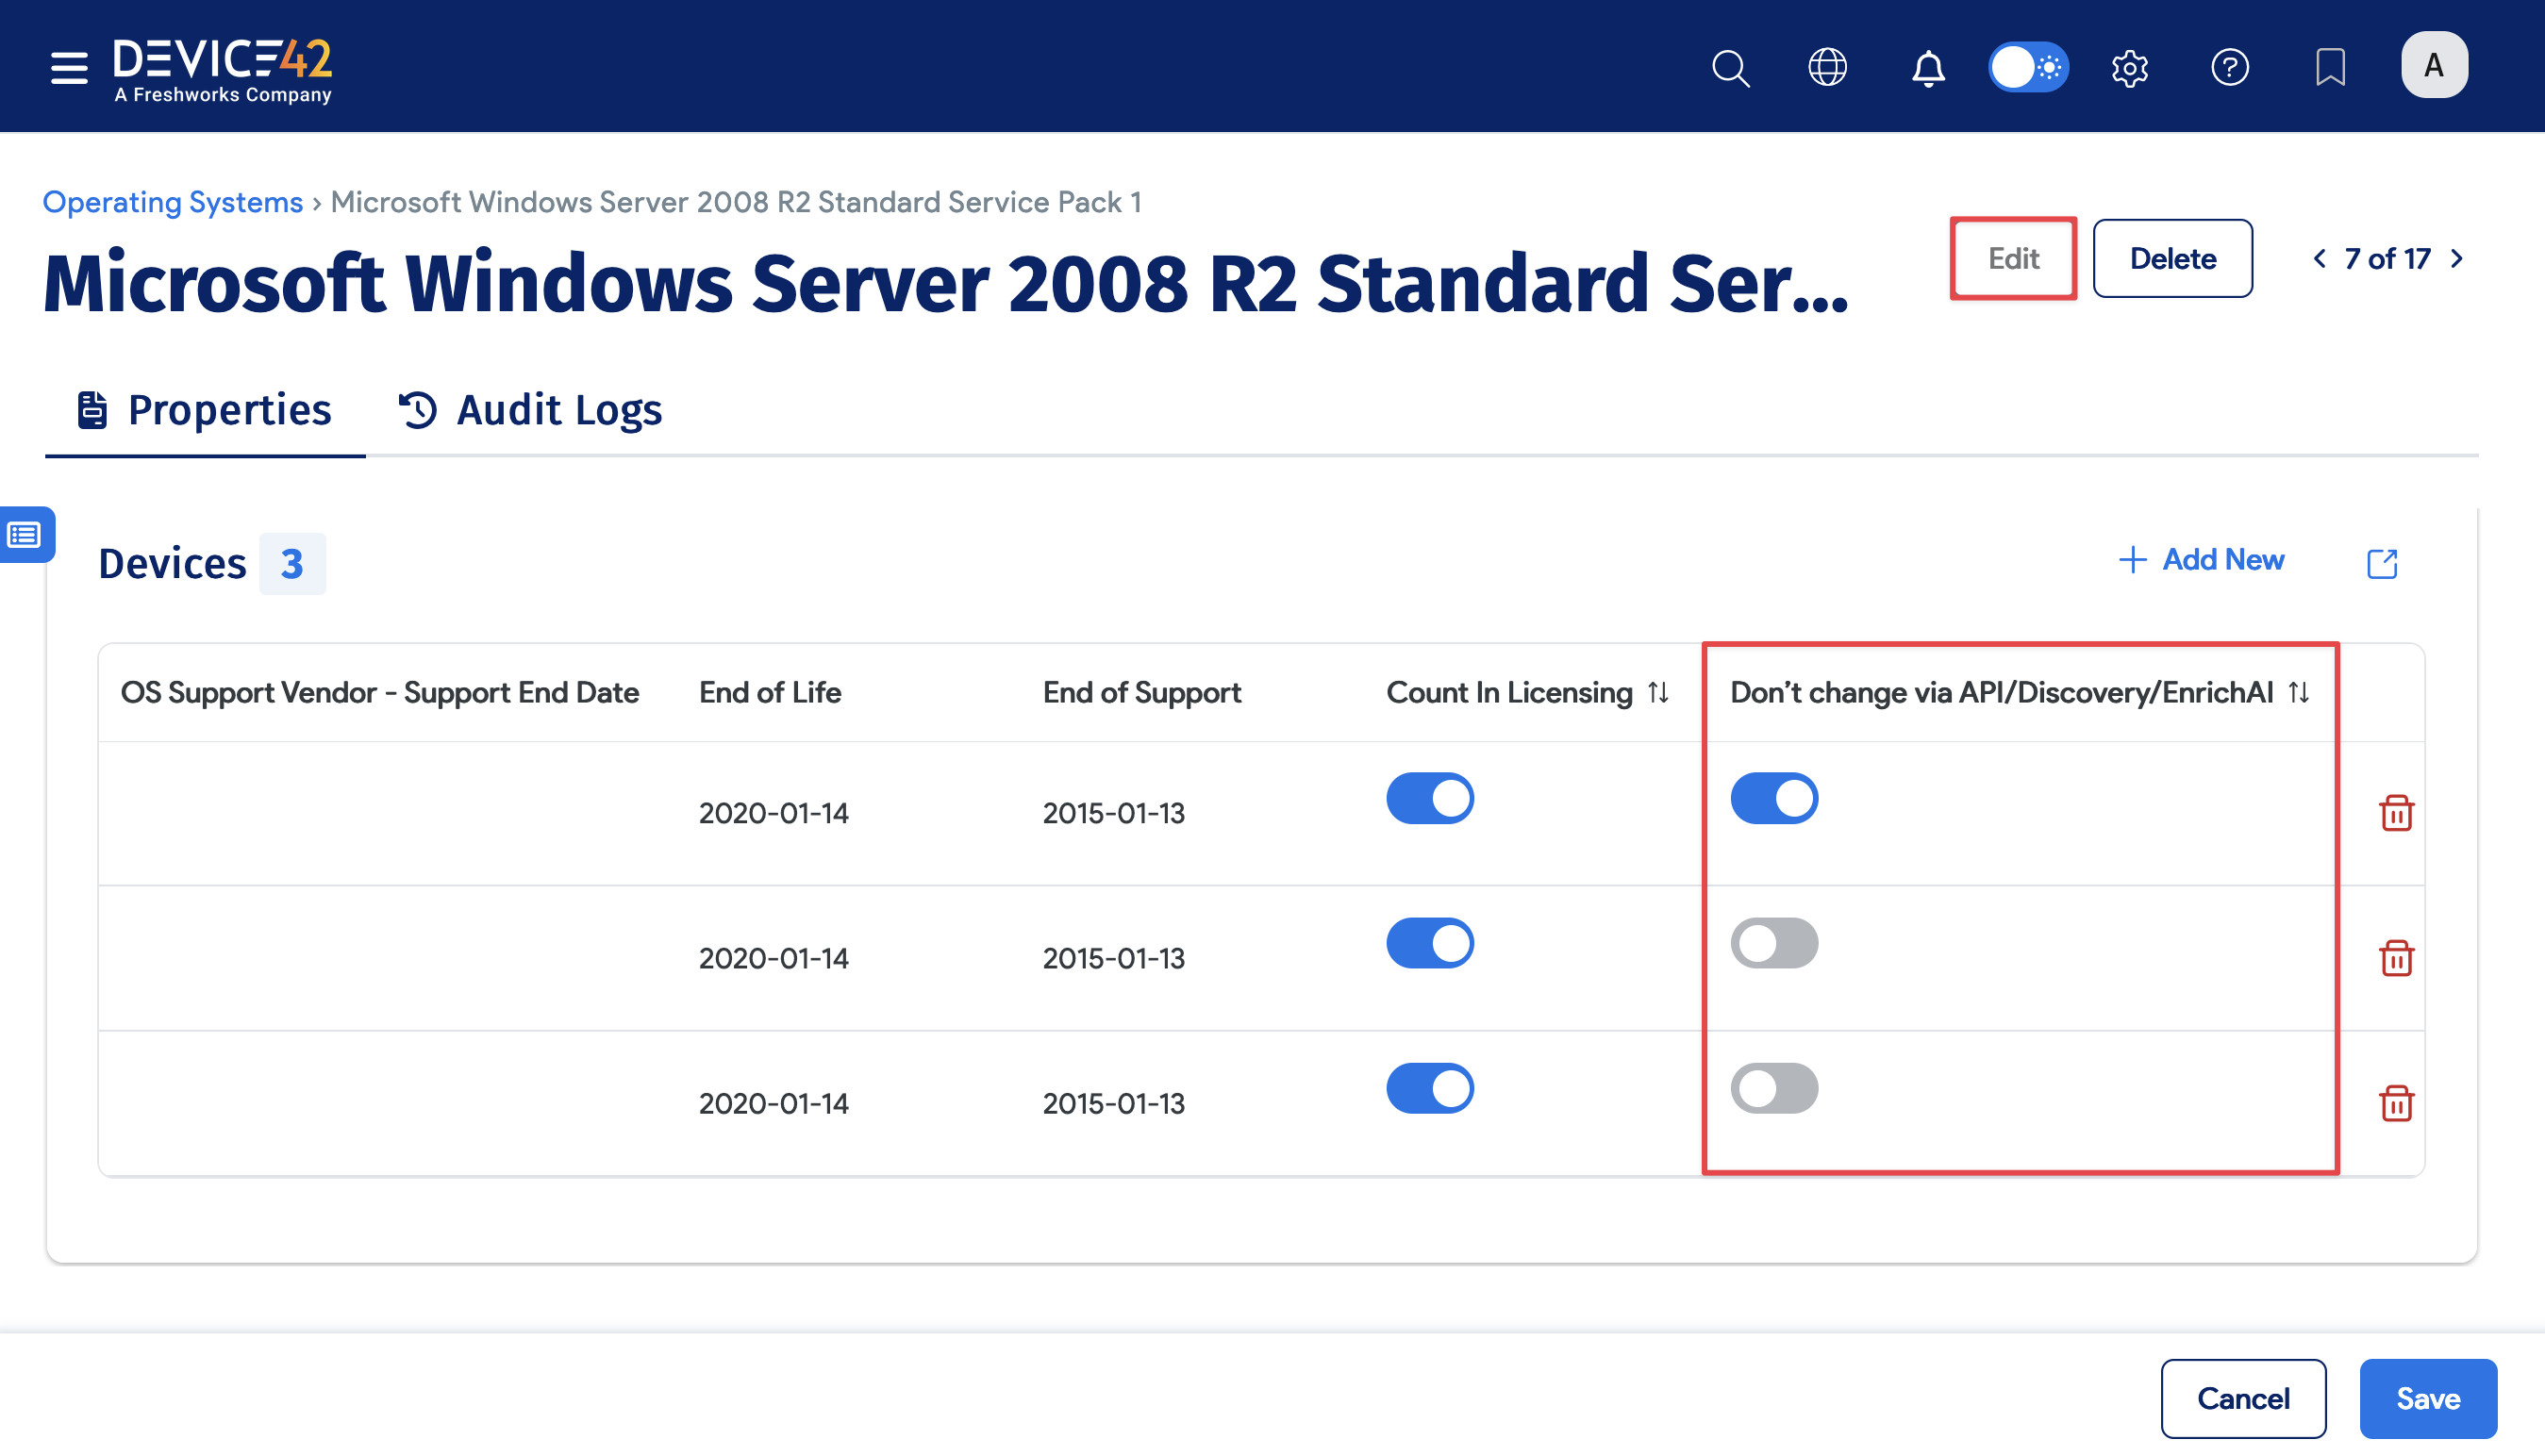 DEVICE42
A Freshworks Company
A
Operating Systems › Microsoft Windows Server 2008 R2 Standard Service Pack 1
Microsoft Windows Server 2008 R2 Standard Ser...
Edit
Delete
7 of 17
Properties
Audit Logs
Devices 3
Add New
OS Support Vendor - Support End Date
End of Life
End of Support
Count In Licensing
Don't change via API/Discovery/EnrichAI
2020-01-14
2015-01-13
2020-01-14
2015-01-13
2020-01-14
2015-01-13
Cancel
Save